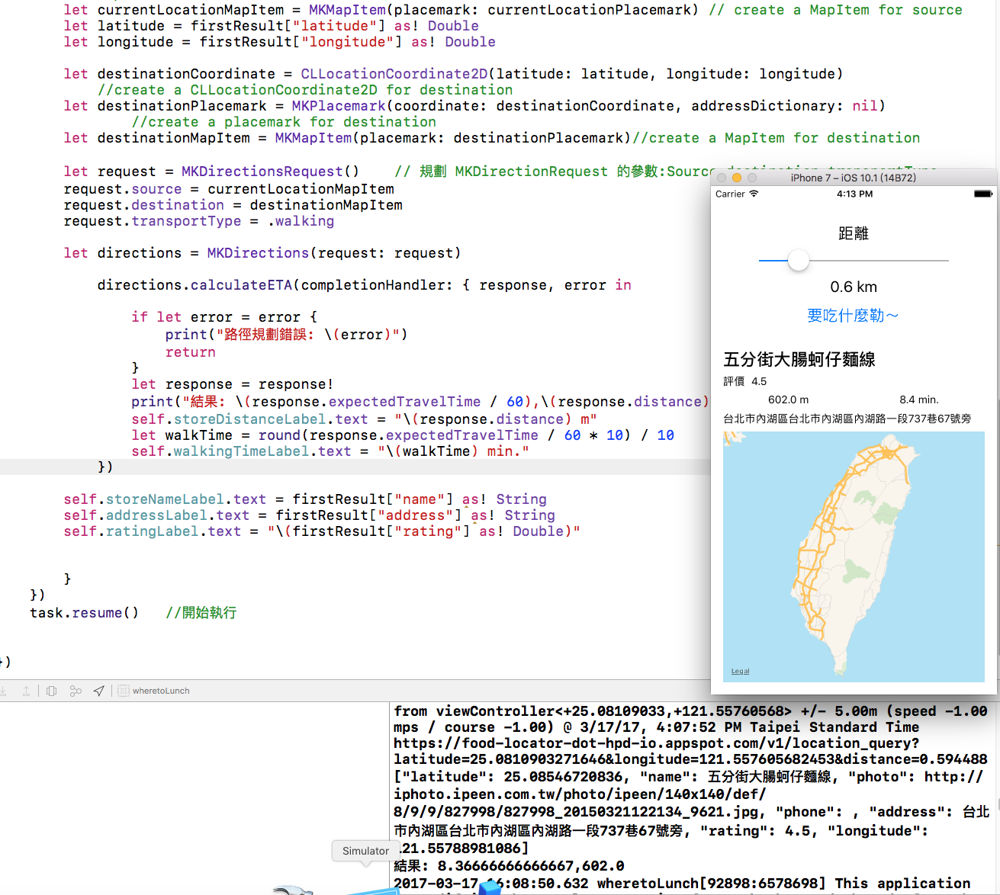 let currentLocationMapItem = MKMapItem(placemark: currentLocationPlacemark) // create a MapItem for source
let latitude = firstResult["latitude"] as! Double
let longitude = firstResult["longitude"] as! Double
let destinationCoordinate = CLLocationCoordinate2D(latitude: latitude, longitude: longitude)
//create a CLLocationCoordinate2D for destination
let destinationPlacemark = MKPlacemark(coordinate: destinationCoordinate, addressDictionary: nil)
//create a placemark for destination
let destinationMapItem = MKMapItem(placemark: destinationPlacemark)//create a MapItem for destination
let request = MKDirectionsRequest() // 規劃 MKDirectionRequest 的參數:Source
request.source = currentLocationMapItem
request.destination = destinationMapItem
request.transportType = .walking
let directions = MKDirections(request: request)
directions.calculateETA(completionHandler: { response, error in
if let error = error {
print("路徑規劃錯誤: \(error)")
return
}
let response = response!
print("結果: \(response.expectedTravelTime / 60),\(response.distance)
self.storeDistanceLabel.text = "\(response.distance) m"
let walkTime = round(response.expectedTravelTime / 60 * 10) / 10
self.walkingTimeLabel.text = "\(walkTime) min."
})
self.storeNameLabel.text = firstResult["name"] as! String
self.addressLabel.text = firstResult["address"] as! String
self.ratingLabel.text = "\(firstResult["rating"] as! Double)"
}
})
task.resume() //開始執行
})
wheretoLunch
iPhone 7 – iOS 10.1 (14B72)
Carrier 4:13 PM
距離
0.6 km
要吃什麼勒～
五分街大腸蚵仔麵線
評價 4.5
602.0 m 8.4 min.
台北市內湖區台北市內湖區內湖路一段737巷67號旁
Legal
from viewController<+25.08109033,+121.55760568> +/- 5.00m (speed -1.00
mps / course -1.00) @ 3/17/17, 4:07:52 PM Taipei Standard Time
https://food-locator-dot-hpd-io.appspot.com/v1/location_query?
latitude=25.0810903271646&longitude=121.557605682453&distance=0.594488
["latitude": 25.08546720836, "name": 五分街大腸蚵仔麵線, "photo": http://
iphoto.ipeen.com.tw/photo/ipeen/140x140/def/
8/9/9/827998/827998_20150321122134_9621.jpg, "phone": , "address": 台北
市內湖區台北市內湖區內湖路一段737巷67號旁, "rating": 4.5, "longitude":
121.55788981086]
結果: 8.36666666666667,602.0
2017-03-17 16:08:50.632 wheretoLunch[92898:6578698] This application
Simulator